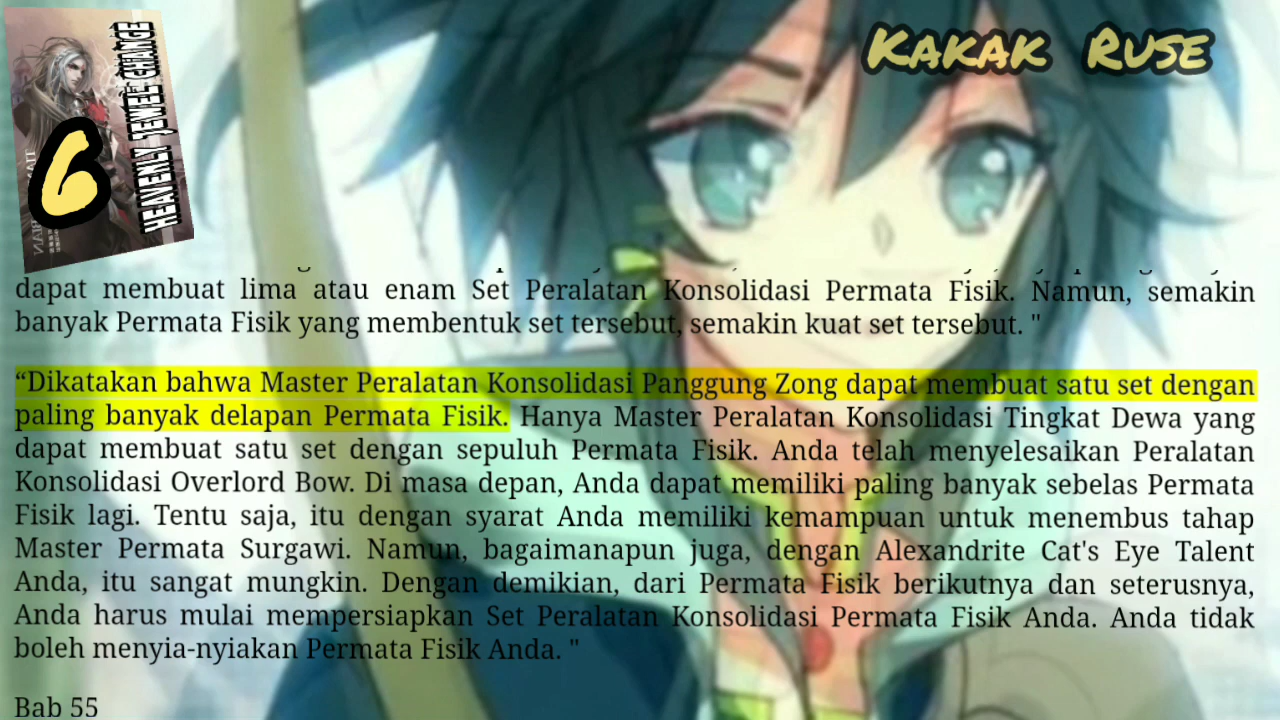 Kakak Ruse
HEAVENLY JEWEL CHANGE
6
dapat membuat lima atau enam Set Peralatan Konsolidasi Permata Fisik. Namun, semakin
banyak Permata Fisik yang membentuk set tersebut, semakin kuat set tersebut. "
“Dikatakan bahwa Master Peralatan Konsolidasi Panggung Zong dapat membuat satu set dengan
paling banyak delapan Permata Fisik. Hanya Master Peralatan Konsolidasi Tingkat Dewa yang
dapat membuat satu set dengan sepuluh Permata Fisik. Anda telah menyelesaikan Peralatan
Konsolidasi Overlord Bow. Di masa depan, Anda dapat memiliki paling banyak sebelas Permata
Fisik lagi. Tentu saja, itu dengan syarat Anda memiliki kemampuan untuk menembus tahap
Master Permata Surgawi. Namun, bagaimanapun juga, dengan Alexandrite Cat's Eye Talent
Anda, itu sangat mungkin. Dengan demikian, dari Permata Fisik berikutnya dan seterusnya,
Anda harus mulai mempersiapkan Set Peralatan Konsolidasi Permata Fisik Anda. Anda tidak
boleh menyia-nyiakan Permata Fisik Anda. "
Bab 55